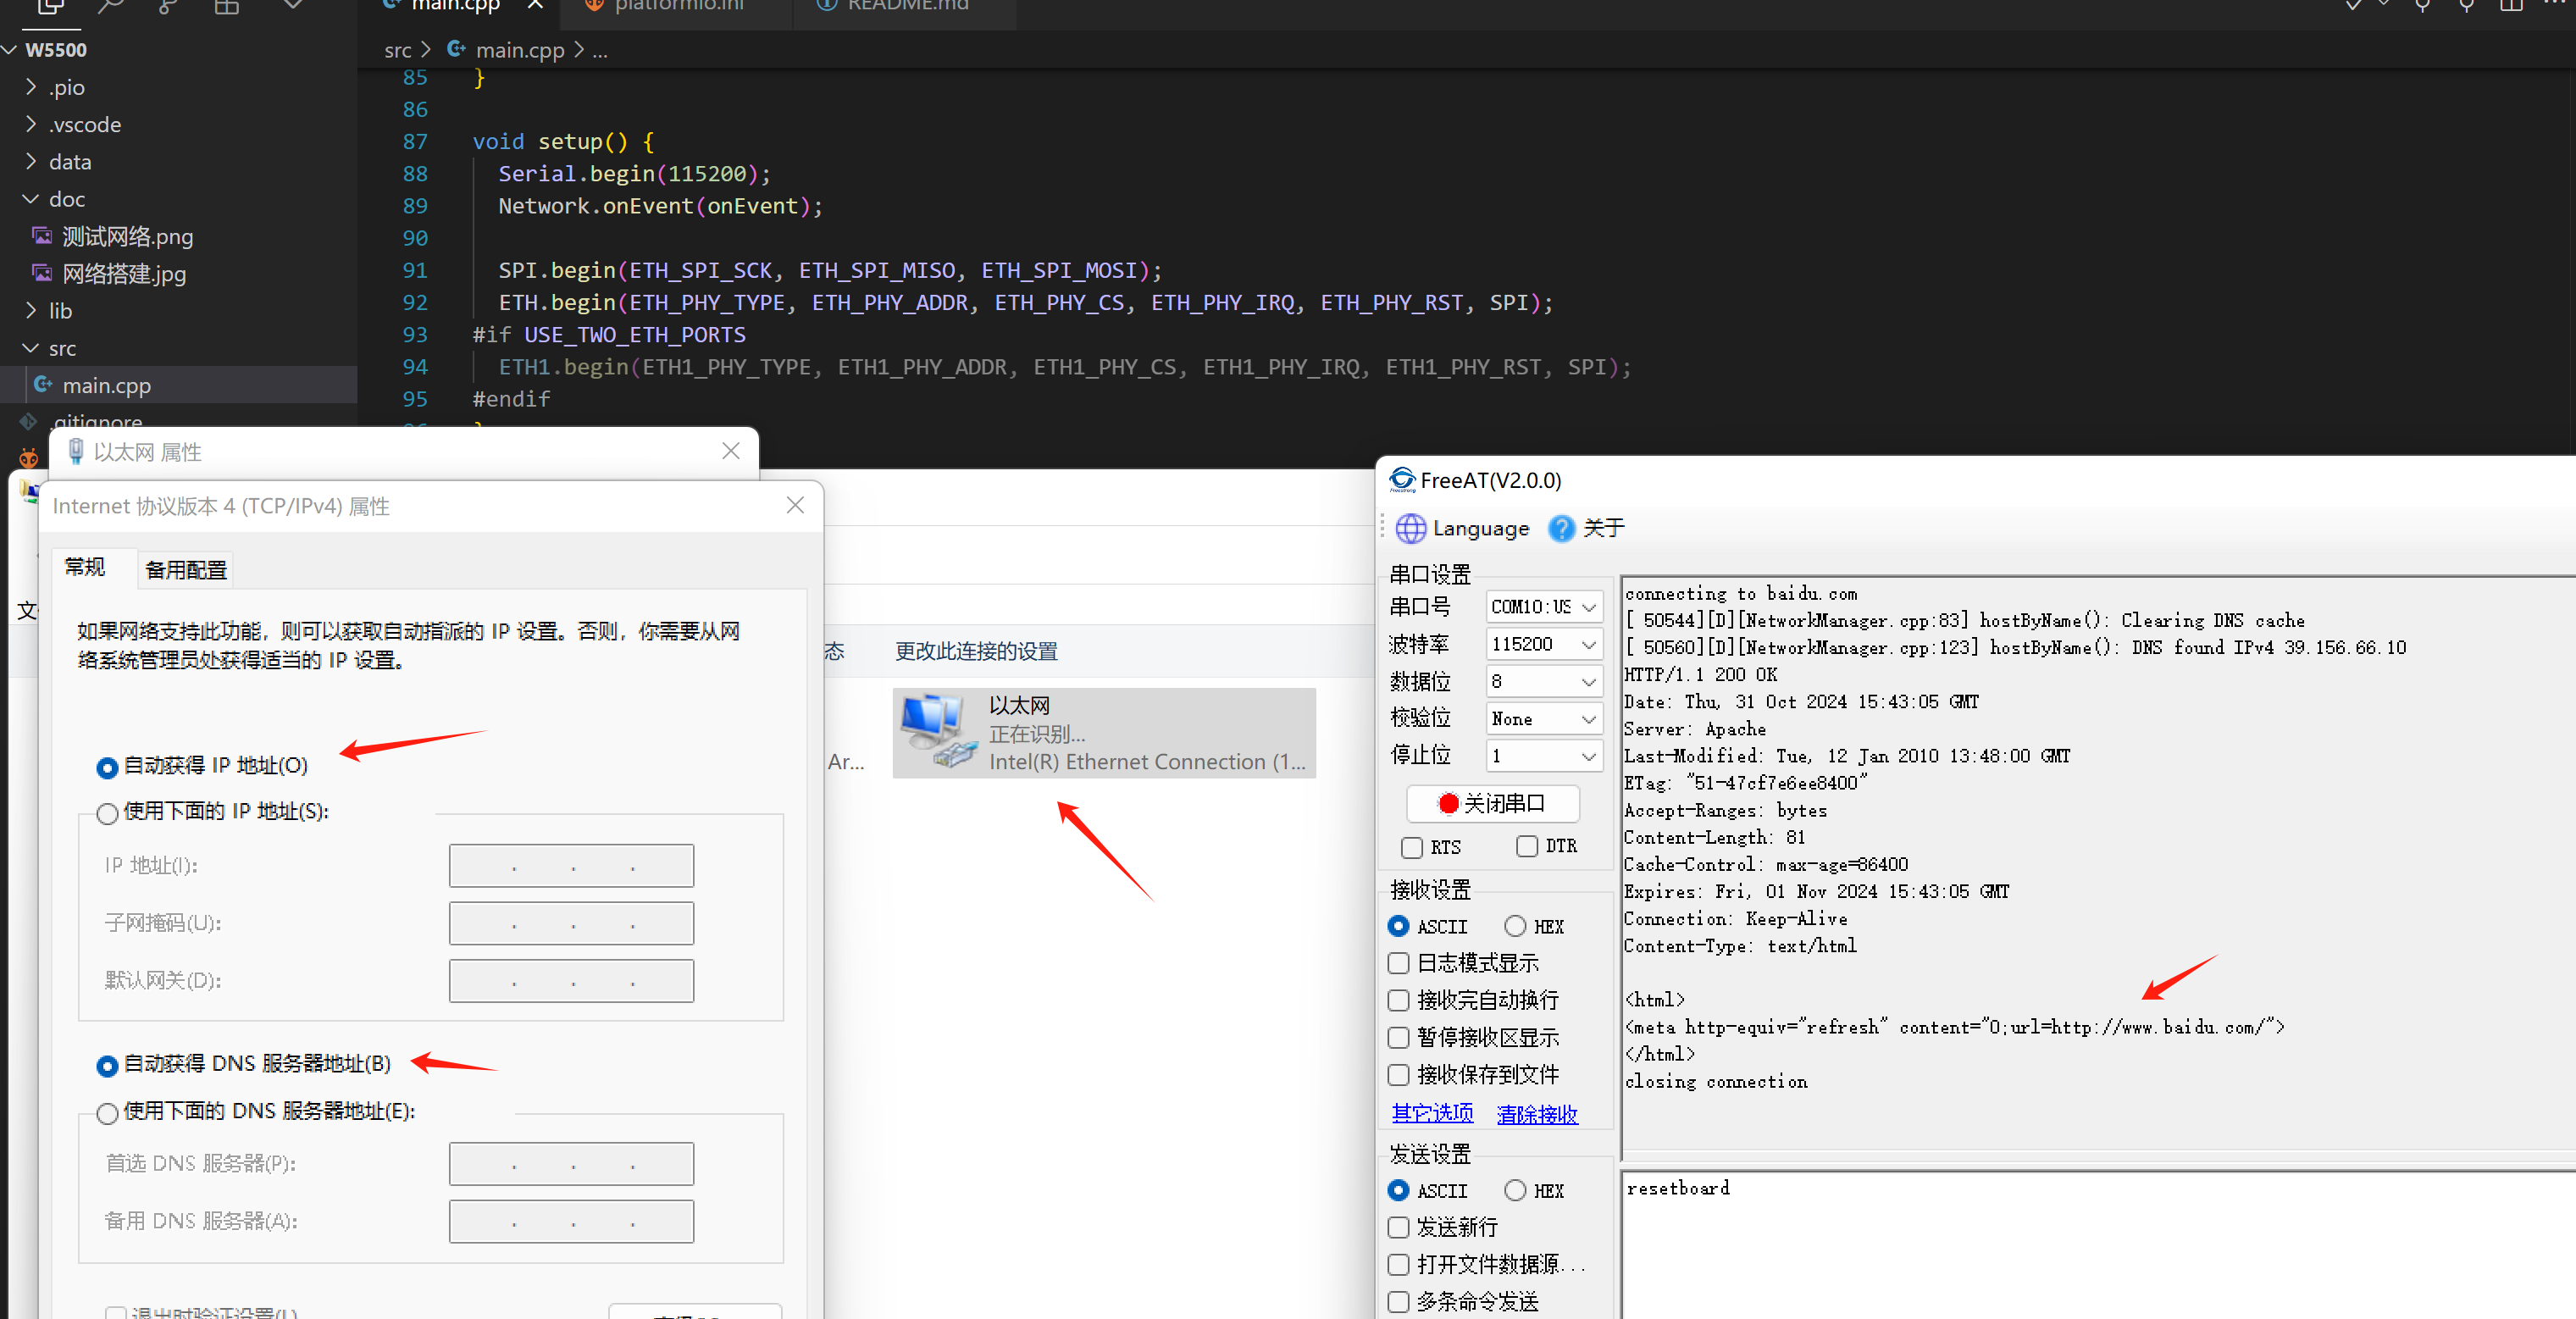 main.cpp
platformio.ini
README.md
W5500
.pio
.vscode
data
doc
测试网络.png
网络搭建.jpg
lib
src
main.cpp
.gitignore
src > main.cpp > ...
85 }
86
87 void setup() {
88 Serial.begin(115200);
89 Network.onEvent(onEvent);
90
91 SPI.begin(ETH_SPI_SCK, ETH_SPI_MISO, ETH_SPI_MOSI);
92 ETH.begin(ETH_PHY_TYPE, ETH_PHY_ADDR, ETH_PHY_CS, ETH_PHY_IRQ, ETH_PHY_RST, SPI);
93 #if USE_TWO_ETH_PORTS
94 ETH1.begin(ETH1_PHY_TYPE, ETH1_PHY_ADDR, ETH1_PHY_CS, ETH1_PHY_IRQ, ETH1_PHY_RST, SPI);
95 #endif
以太网 属性
Internet 协议版本 4 (TCP/IPv4) 属性
常规
备用配置
如果网络支持此功能，则可以获取自动指派的 IP 设置。否则，你需要从网
络系统管理员处获得适当的 IP 设置。
自动获得 IP 地址(O)
使用下面的 IP 地址(S):
IP 地址(I):
子网掩码(U):
默认网关(D):
自动获得 DNS 服务器地址(B)
使用下面的 DNS 服务器地址(E):
首选 DNS 服务器(P):
备用 DNS 服务器(A):
退出时验证设置(L)
文
态
更改此连接的设置
Ar...
以太网
正在识别...
Intel(R) Ethernet Connection (1...
FreeAT(V2.0.0)
Language
关于
串口设置
串口号 COM10:US
波特率 115200
数据位 8
校验位 None
停止位 1
关闭串口
RTS DTR
接收设置
ASCII HEX
日志模式显示
接收完自动换行
暂停接收区显示
接收保存到文件
其它选项 清除接收
发送设置
ASCII HEX
发送新行
打开文件数据源...
多条命令发送
connecting to baidu.com
[ 50544][D][NetworkManager.cpp:83] hostByName(): Clearing DNS cache
[ 50560][D][NetworkManager.cpp:123] hostByName(): DNS found IPv4 39.156.66.10
HTTP/1.1 200 OK
Date: Thu, 31 Oct 2024 15:43:05 GMT
Server: Apache
Last-Modified: Tue, 12 Jan 2010 13:48:00 GMT
ETag: "51-47cf7e6ee8400"
Accept-Ranges: bytes
Content-Length: 81
Cache-Control: max-age=86400
Expires: Fri, 01 Nov 2024 15:43:05 GMT
Connection: Keep-Alive
Content-Type: text/html
<html>
<meta http-equiv="refresh" content="0;url=http://www.baidu.com/">
</html>
closing connection
resetboard